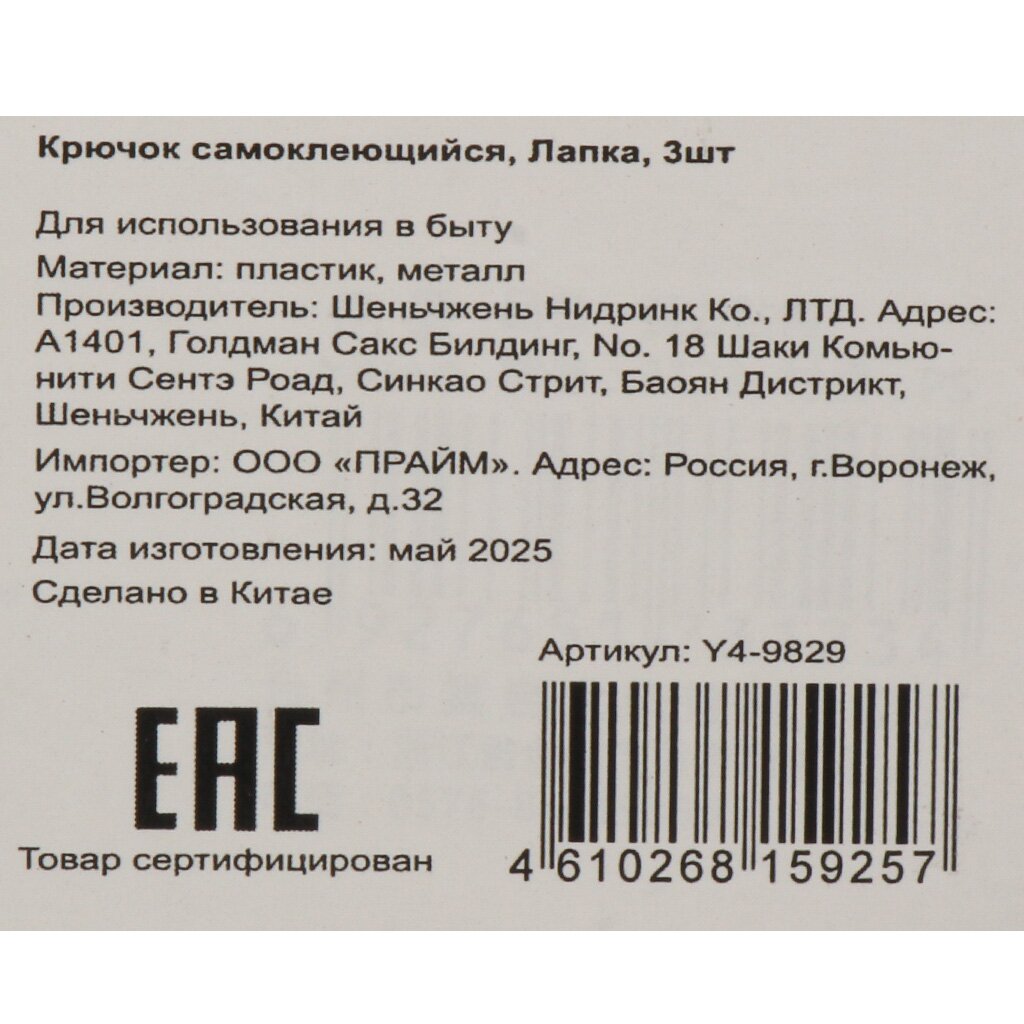 Крючок самоклеющийся, Лапка, 3шт
Для использования в быту
Материал: пластик, металл
Производитель: Шеньчжень Нидринк Ко., ЛТД. Адрес:
А1401, Голдман Сакс Билдинг, No. 18 Шаки Комью-
нити Сентэ Роад, Синкао Стрит, Баоян Дистрикт,
Шеньчжень, Китай
Импортер: ООО «ПРАЙМ». Адрес: Россия, г.Воронеж,
ул.Волгоградская, д.32
Дата изготовления: май 2025
Сделано в Китае
Артикул: Y4-9829
EAC
Товар сертифицирован
4 610268 159257